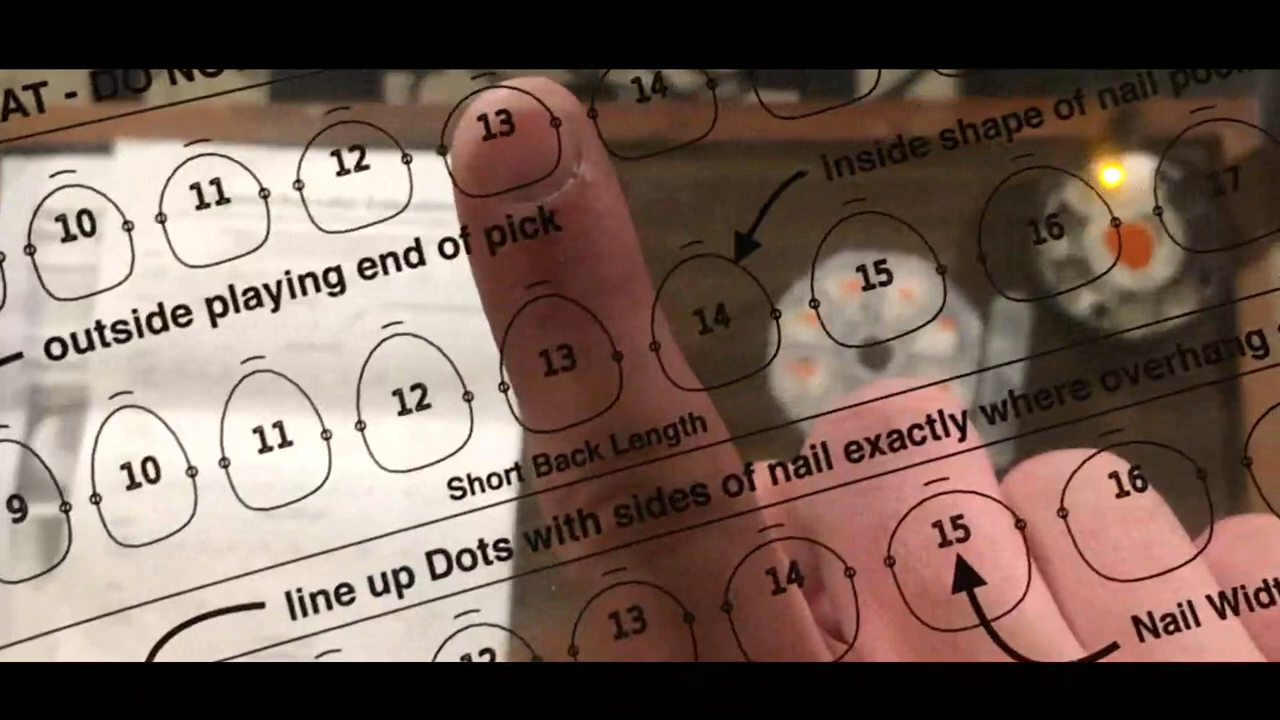 AT - DO NO
10 11 12 13 14
Inside shape of nail
outside playing end of pick
9 10 11 12 13 14 15 16 17
Short Back Length
line up Dots with sides of nail exactly where overhang
12 13 14 15 16
Nail Widt